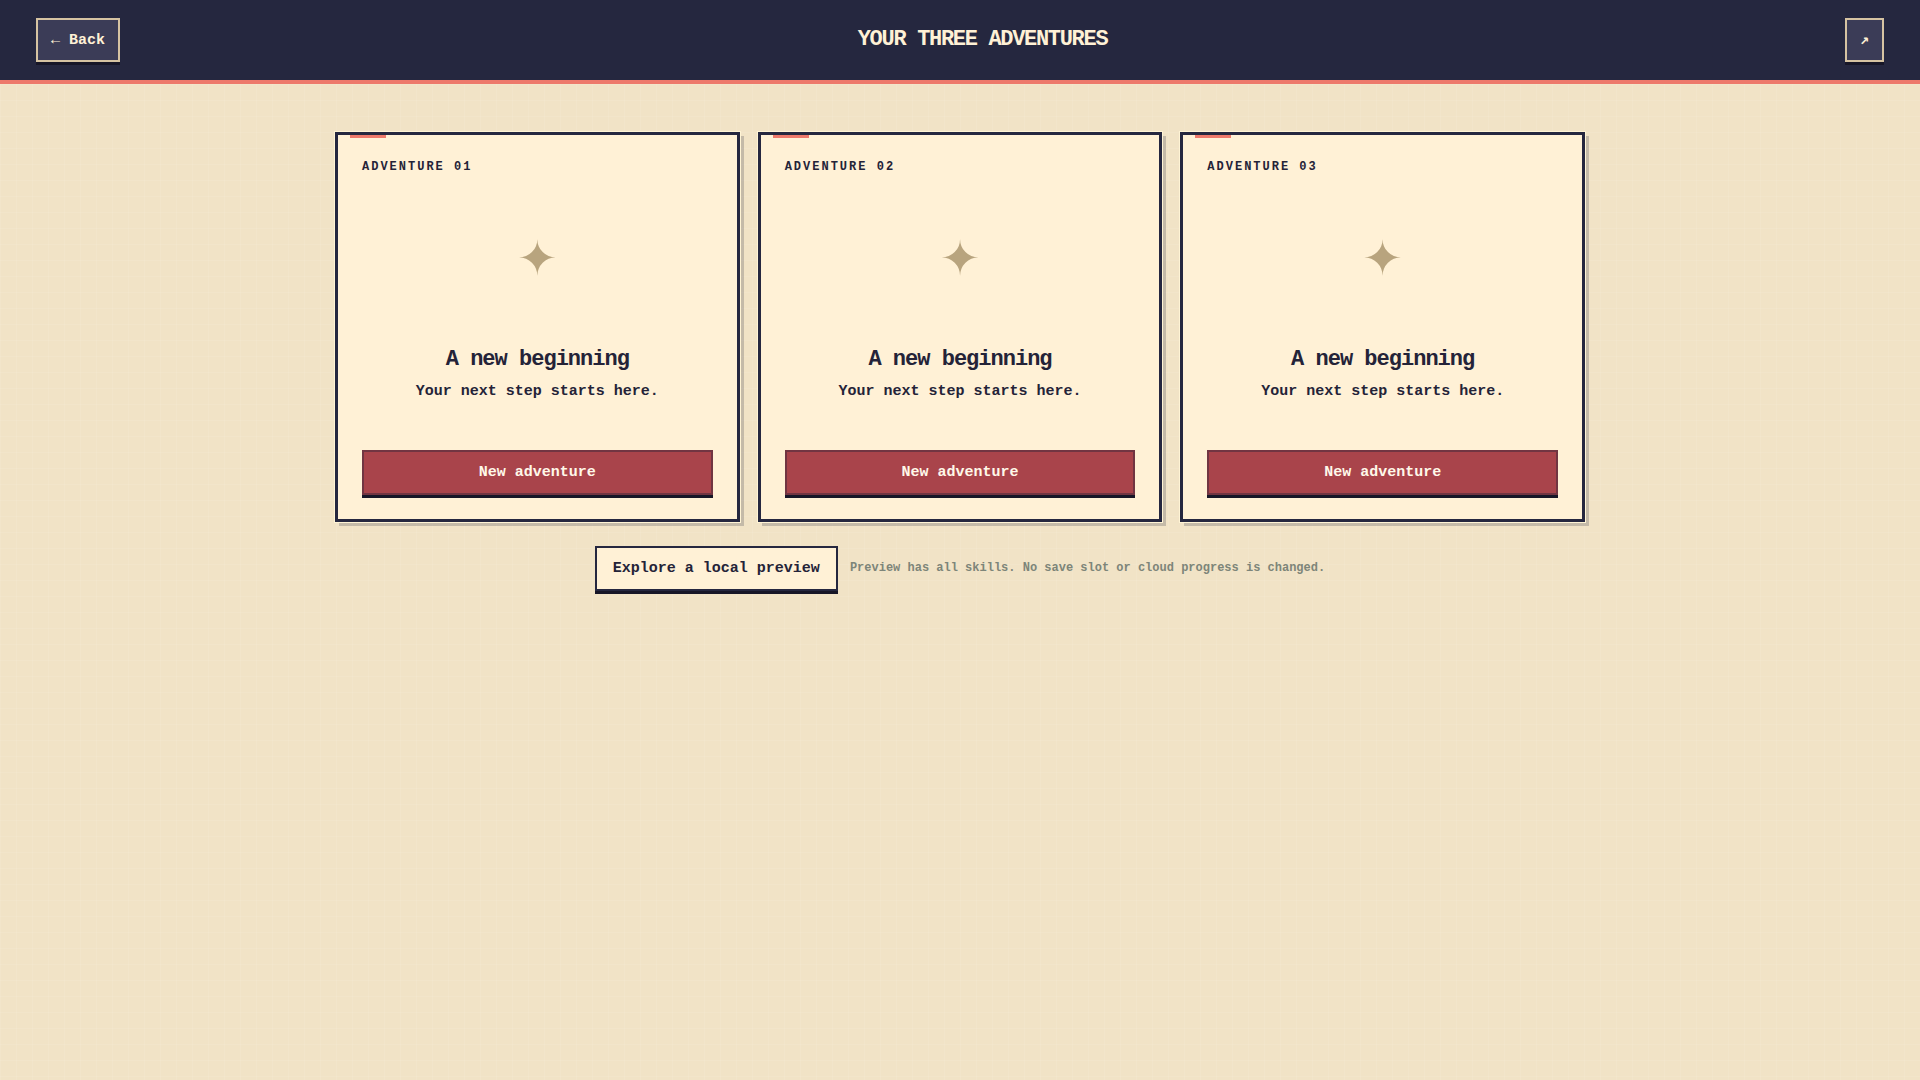 ← Back
YOUR THREE ADVENTURES
↗
ADVENTURE 01
A new beginning
Your next step starts here.
New adventure
ADVENTURE 02
A new beginning
Your next step starts here.
New adventure
ADVENTURE 03
A new beginning
Your next step starts here.
New adventure
Explore a local preview
Preview has all skills. No save slot or cloud progress is changed.